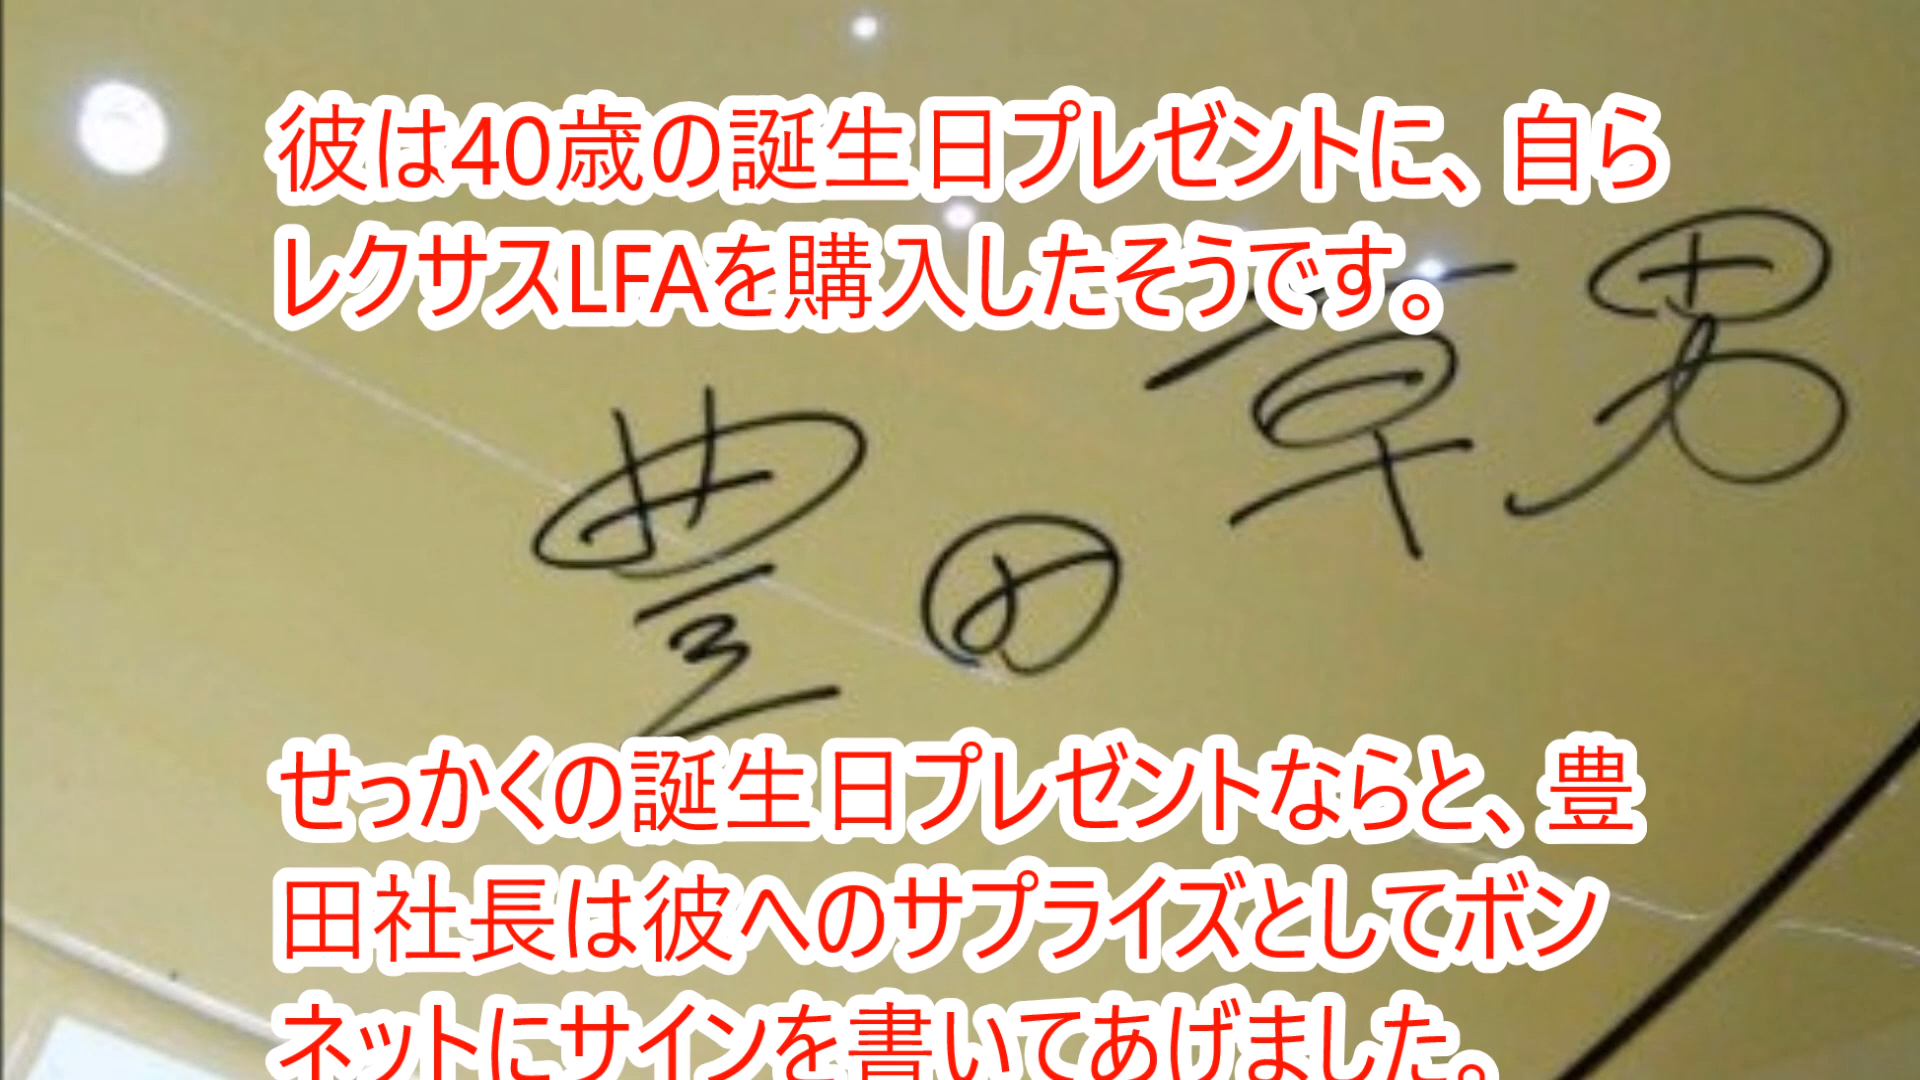 彼は40歳の誕生日プレゼントに、自ら
レクサスLFAを購入したそうです。
豊田 章男
せっかくの誕生日プレゼントならと、豊
田社長は彼へのサプライズとしてボン
ネットにサインを書いてあげました。